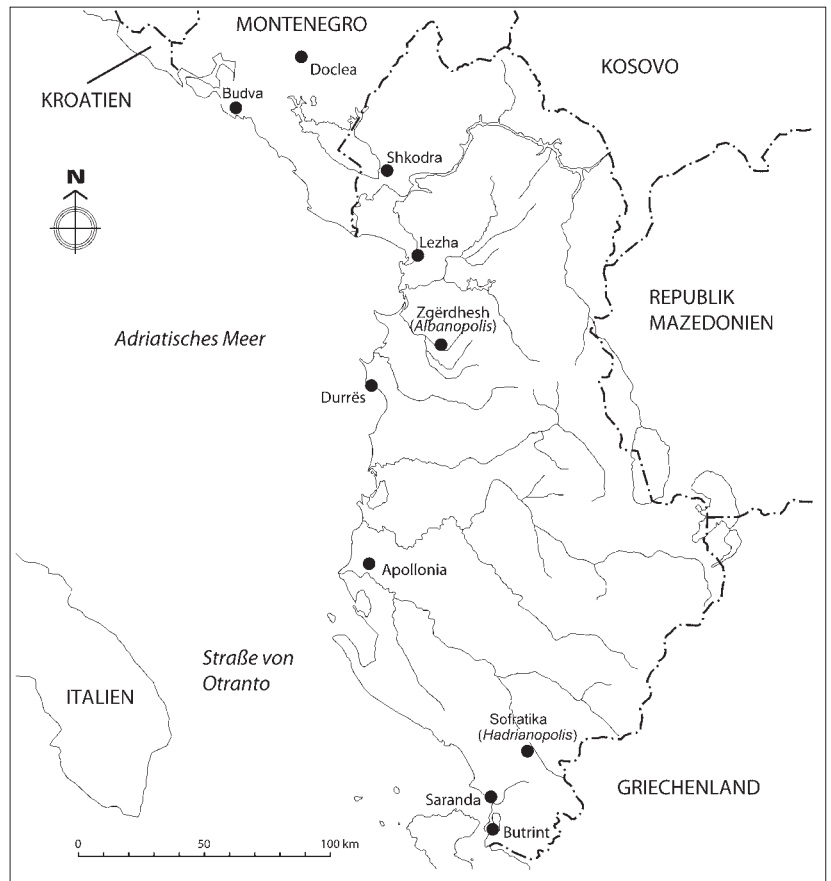 MONTENEGRO
KOSOVO
Doclea
KROATIEN
Budva
Shkodra
N
Lezha
REPUBLIK
MAZEDONIEN
Zgërdhesh
(Albanopolis)
Adriatisches Meer
Durrës
Apollonia
Straße von
Otranto
ITALIEN
Sofratika
(Hadrianopolis)
GRIECHENLAND
Saranda
Butrint
0 50 100 km